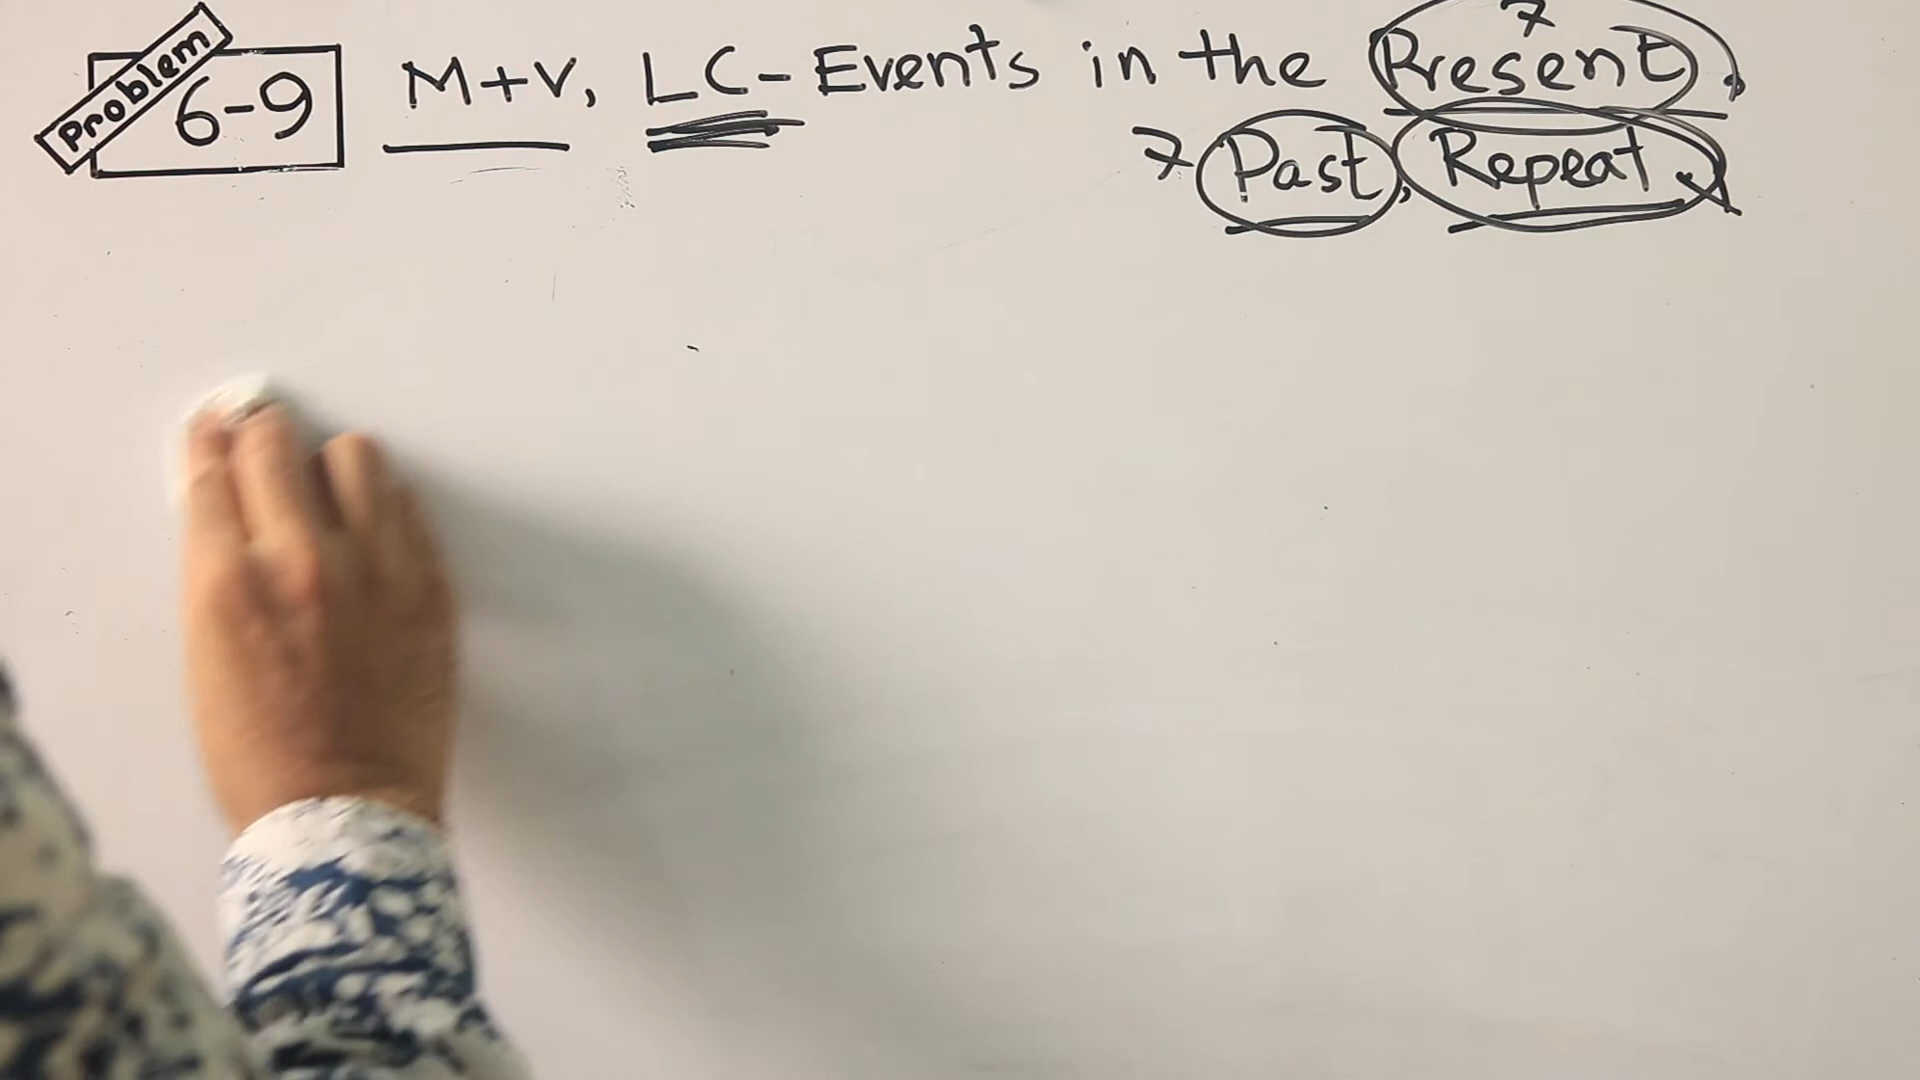 Problem
6-9 M+V, LC- Events in the Present.
7 Past, Repeat.
7